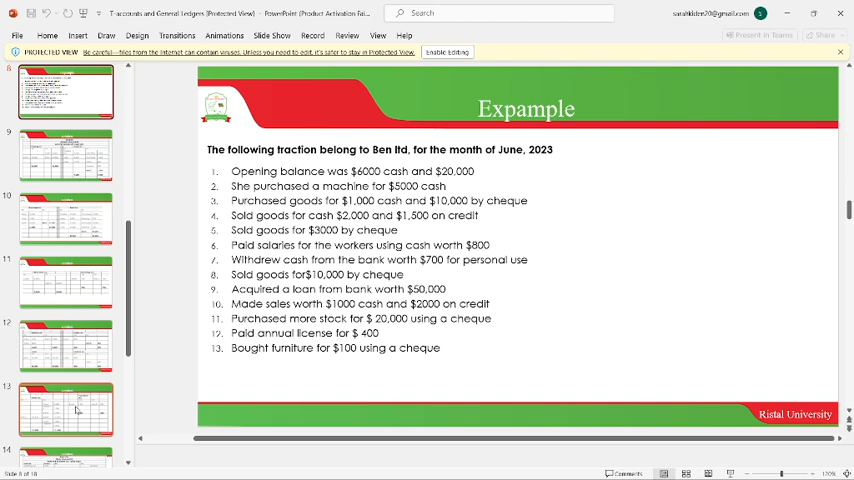 T-accounts and General Ledgers [Protected View] - PowerPoint (Product Activation Fai...
Search
sarahkiden20@gmail.com
S
File Home Insert Draw Design Transitions Animations Slide Show Record Review View Help
Present in Teams
Share
PROTECTED VIEW Be careful—files from the Internet can contain viruses. Unless you need to edit, it's safer to stay in Protected View.
Enable Editing
8
9
10
11
12
13
14
Expample
The following traction belong to Ben ltd, for the month of June, 2023
1. Opening balance was $6000 cash and $20,000
2. She purchased a machine for $5000 cash
3. Purchased goods for $1,000 cash and $10,000 by cheque
4. Sold goods for cash $2,000 and $1,500 on credit
5. Sold goods for $3000 by cheque
6. Paid salaries for the workers using cash worth $800
7. Withdrew cash from the bank worth $700 for personal use
8. Sold goods for$10,000 by cheque
9. Acquired a loan from bank worth $50,000
10. Made sales worth $1000 cash and $2000 on credit
11. Purchased more stock for $ 20,000 using a cheque
12. Paid annual license for $ 400
13. Bought furniture for $100 using a cheque
Ristal University
Slide 8 of 18
Comments
120%